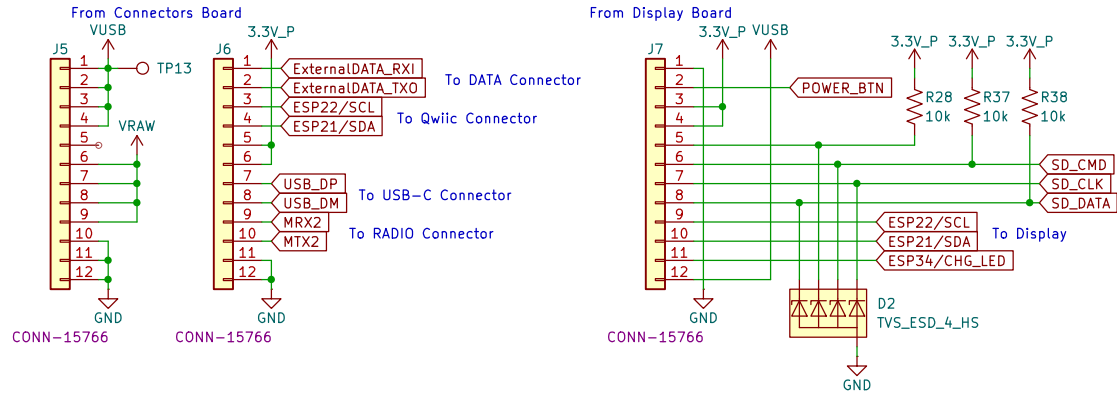 From Connectors Board
VUSB
J5
1
2
3
4
5
6
7
8
9
10
11
12
TP13
VRAW
GND
CONN-15766
3.3V_P
J6
1
2
3
4
5
6
7
8
9
10
11
12
ExternalDATA_RXI
ExternalDATA_TXO
To DATA Connector
ESP22/SCL
ESP21/SDA
To Qwiic Connector
USB_DP
USB_DM
To USB-C Connector
MRX2
MTX2
To RADIO Connector
GND
CONN-15766
From Display Board
3.3V_P VUSB
J7
1
2
3
4
5
6
7
8
9
10
11
12
POWER_BTN
3.3V_P 3.3V_P 3.3V_P
R28 R37 R38
10k 10k 10k
SD_CMD
SD_CLK
SD_DATA
ESP22/SCL
ESP21/SDA
To Display
ESP34/CHG_LED
GND
CONN-15766
D2
TVS_ESD_4_HS
GND